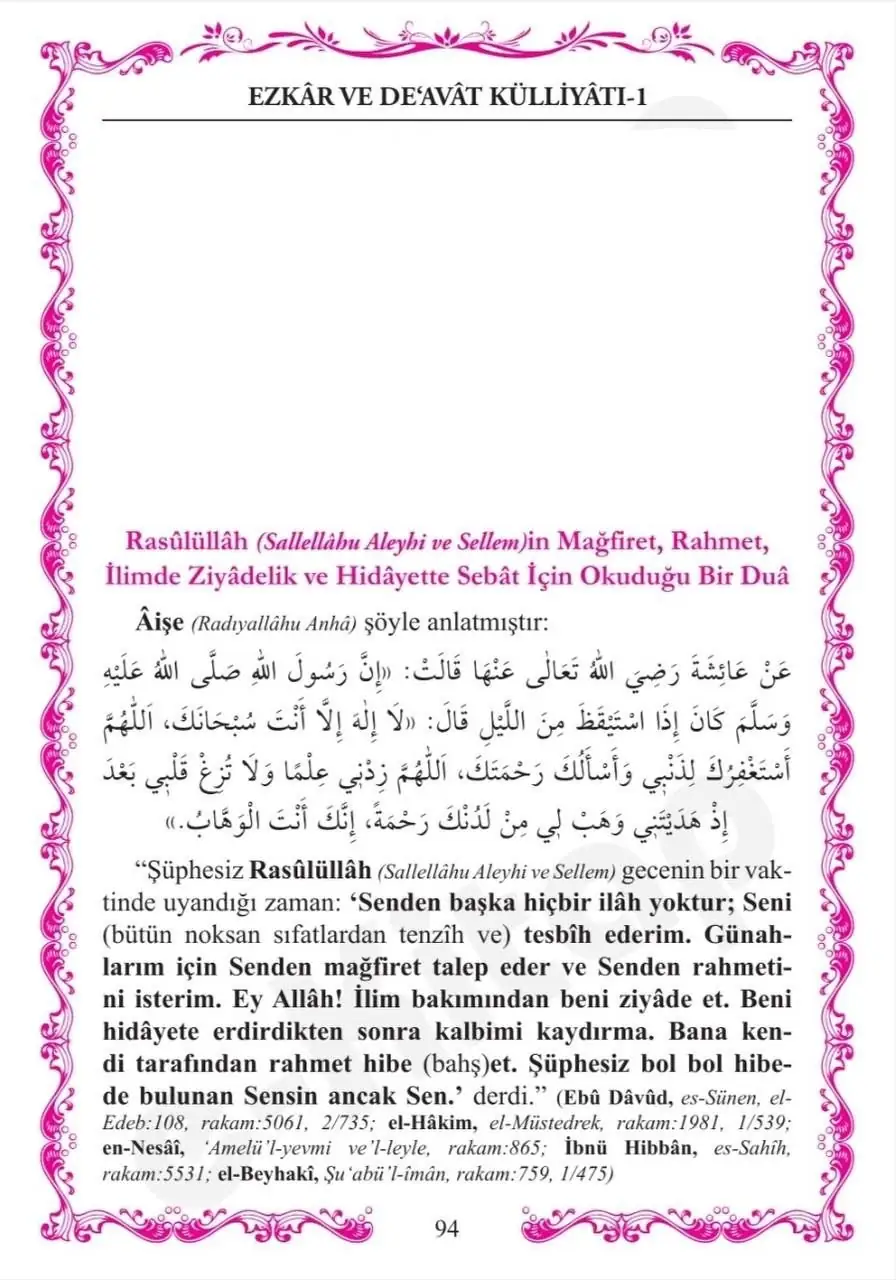 EZKÂR VE DE‘AVÂT KÜLLİYÂTI-1
Rasûlüllâh (Sallellâhu Aleyhi ve Sellem)in Mağfiret, Rahmet,
İlimde Ziyâdelik ve Hidâyette Sebât İçin Okuduğu Bir Duâ
Âişe (Radıyallâhu Anhâ) şöyle anlatmıştır:
عَنْ عَائِشَةَ رَضِيَ اللّٰهُ تَعَالٰى عَنْهَا قَالَتْ: «إِنَّ رَسُولَ اللّٰهِ صَلَّى اللّٰهُ عَلَيْهِ
وَسَلَّمَ كَانَ إِذَا اسْتَيْقَظَ مِنَ اللَّيْلِ قَالَ: «لَا إِلٰهَ إِلَّا أَنْتَ سُبْحَانَكَ، اَللّٰهُمَّ
أَسْتَغْفِرُكَ لِذَنْبِي وَأَسْأَلُكَ رَحْمَتَكَ، اَللّٰهُمَّ زِدْنِي عِلْمًا وَلَا تُزِغْ قَلْبِي بَعْدَ
إِذْ هَدَيْتَنِي وَهَبْ لِي مِنْ لَدُنْكَ رَحْمَةً، إِنَّكَ أَنْتَ الْوَهَّابُ.»
“Şüphesiz Rasûlüllâh (Sallellâhu Aleyhi ve Sellem) gecenin bir vak-
tinde uyandığı zaman: ‘Senden başka hiçbir ilâh yoktur; Seni
(bütün noksan sıfatlardan tenzîh ve) tesbîh ederim. Günah-
larım için Senden mağfiret talep eder ve Senden rahmeti-
ni isterim. Ey Allâh! İlim bakımından beni ziyâde et. Beni
hidâyete erdirdikten sonra kalbimi kaydırma. Bana ken-
di tarafından rahmet hibe (bahş)et. Şüphesiz bol bol hibe-
de bulunan Sensin ancak Sen.’ derdi.” (Ebû Dâvûd, es-Sünen, el-
Edeb:108, rakam:5061, 2/735; el-Hâkim, el-Müstedrek, rakam:1981, 1/539;
en-Nesâî, ‘Amelü’l-yevmi ve’l-leyle, rakam:865; İbnü Hibbân, es-Sahîh,
rakam:5531; el-Beyhakî, Şu‘abü’l-îmân, rakam:759, 1/475)
94